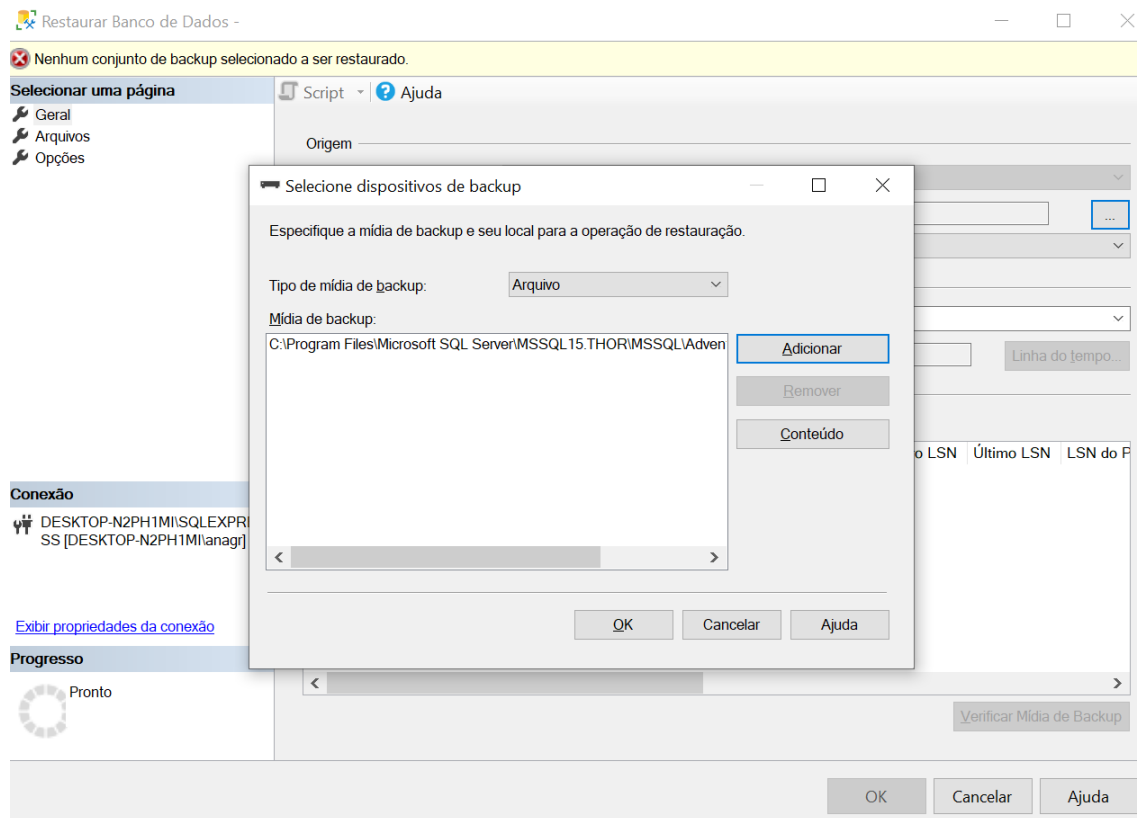 Restaurar Banco de Dados -
Nenhum conjunto de backup selecionado a ser restaurado.
Selecionar uma página
Geral
Arquivos
Opções
Script
Ajuda
Origem
Selecione dispositivos de backup
Especifique a mídia de backup e seu local para a operação de restauração.
Tipo de mídia de backup: Arquivo
Mídia de backup:
C:\Program Files\Microsoft SQL Server\MSSQL15.THOR\MSSQL\Adven
Adicionar
Remover
Conteúdo
OK Cancelar Ajuda
...
Linha do tempo...
o LSN Último LSN LSN do P
Conexão
DESKTOP-N2PH1MI\SQLEXPRE
SS [DESKTOP-N2PH1MI\anagr]
Exibir propriedades da conexão
Progresso
Pronto
Verificar Mídia de Backup
OK Cancelar Ajuda